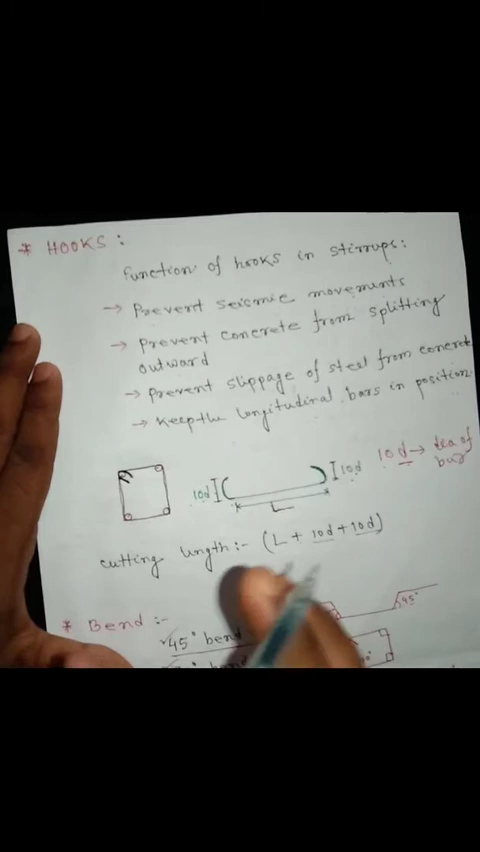 * HOOKS:
Function of hooks in stirrups:
→ Prevent seismic movements
→ Prevent concrete from splitting
outward
→ Prevent slippage of steel from concrete
→ Keep the longitudinal bars in position
10d
L
10d
10d → dia of
bar
cutting length:- (L + 10d + 10d)
* Bend:-
45° bend
45°
bend